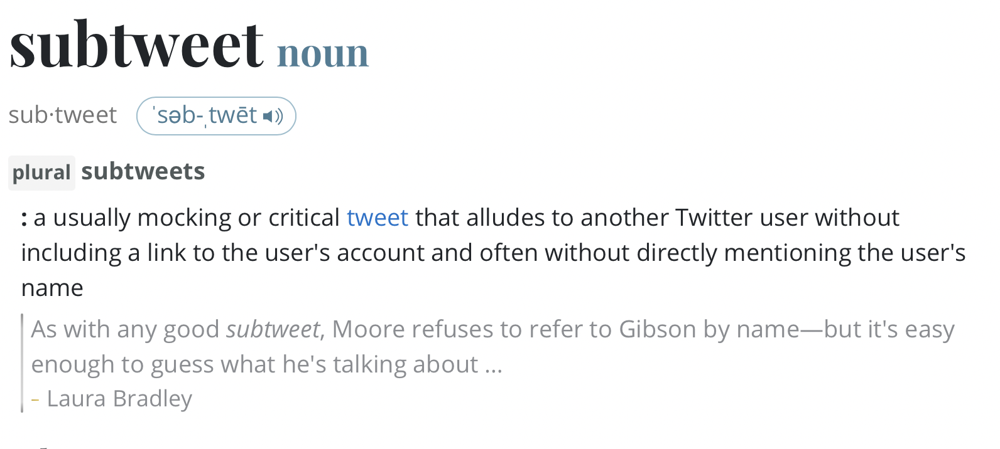 subtweet noun
sub·tweet ˈsəb-ˌtwēt
plural subtweets
: a usually mocking or critical tweet that alludes to another Twitter user without
including a link to the user's account and often without directly mentioning the user's
name
As with any good subtweet, Moore refuses to refer to Gibson by name—but it's easy
enough to guess what he's talking about ...
– Laura Bradley